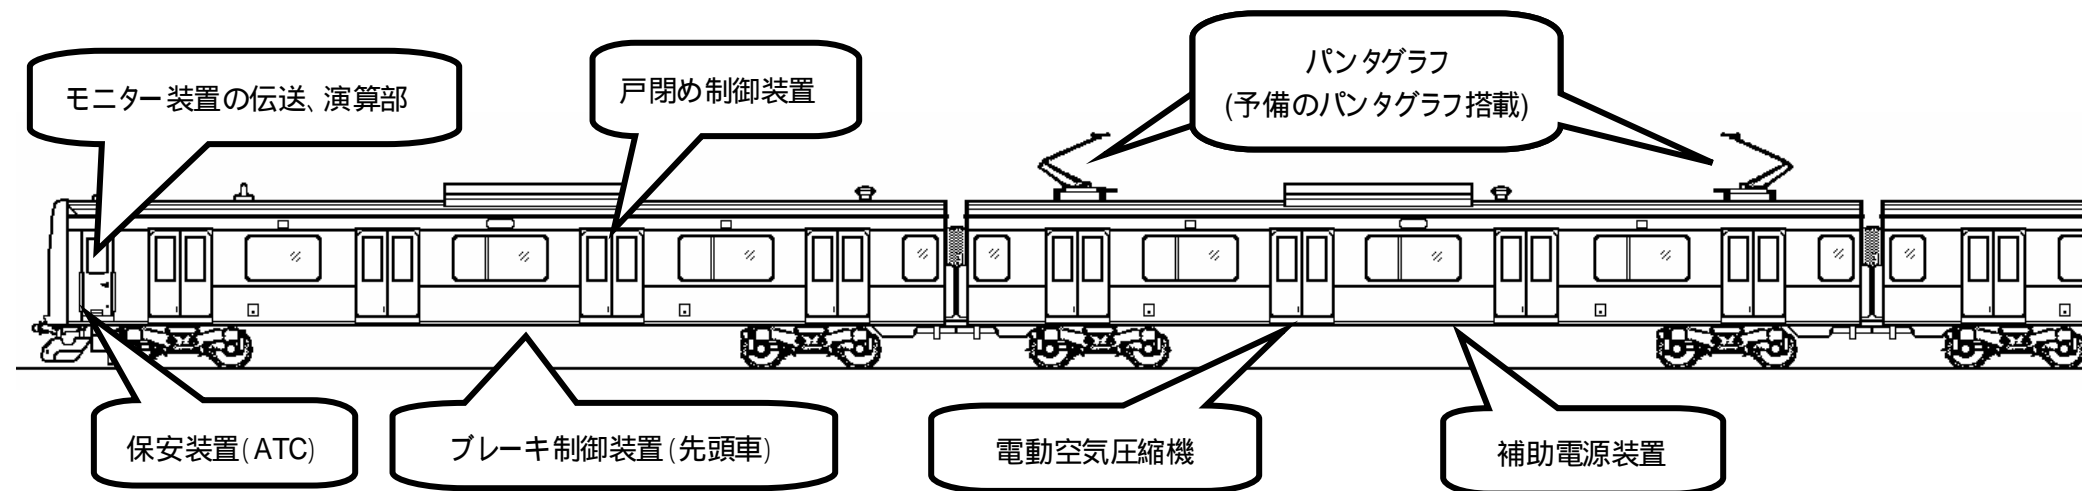 モニター装置の伝送、演算部
戸閉め制御装置
パンタグラフ
(予備のパンタグラフ搭載)
保安装置(ATC)
ブレーキ制御装置(先頭車)
電動空気圧縮機
補助電源装置